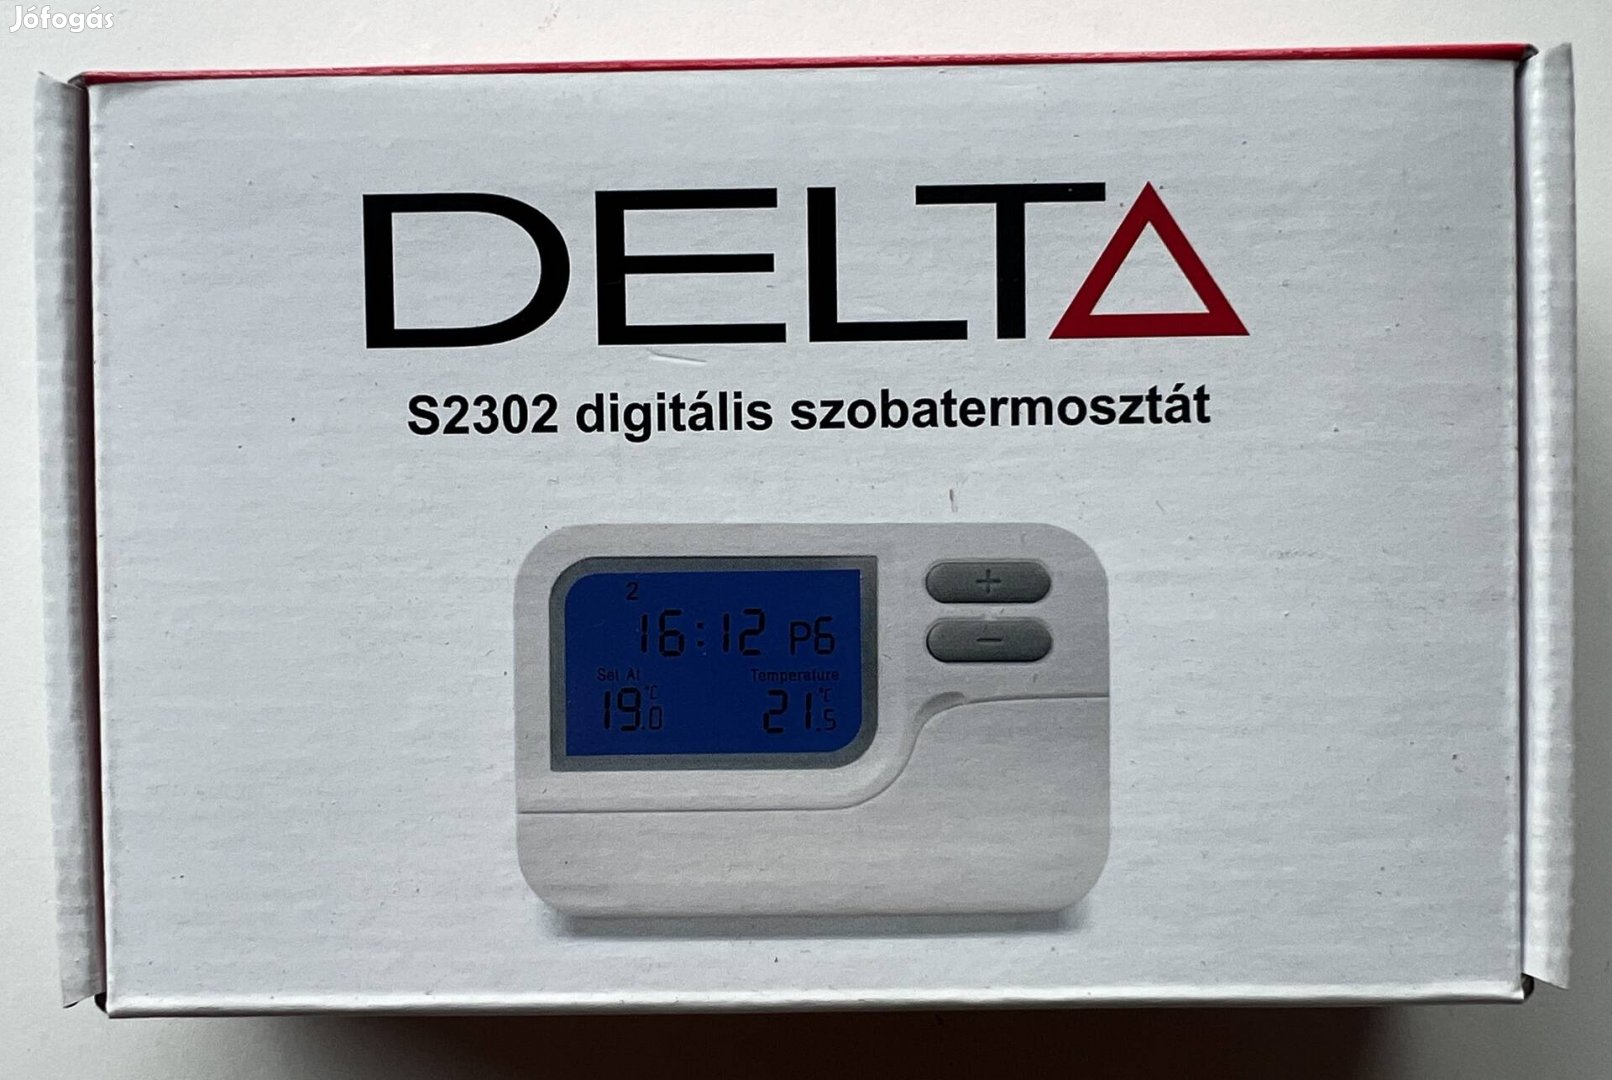 Jófogás
DELTA
S2302 digitális szobatermosztát
2
16:12 P6
Set At Temperature
19.0 °C 21.5 °C
+
−